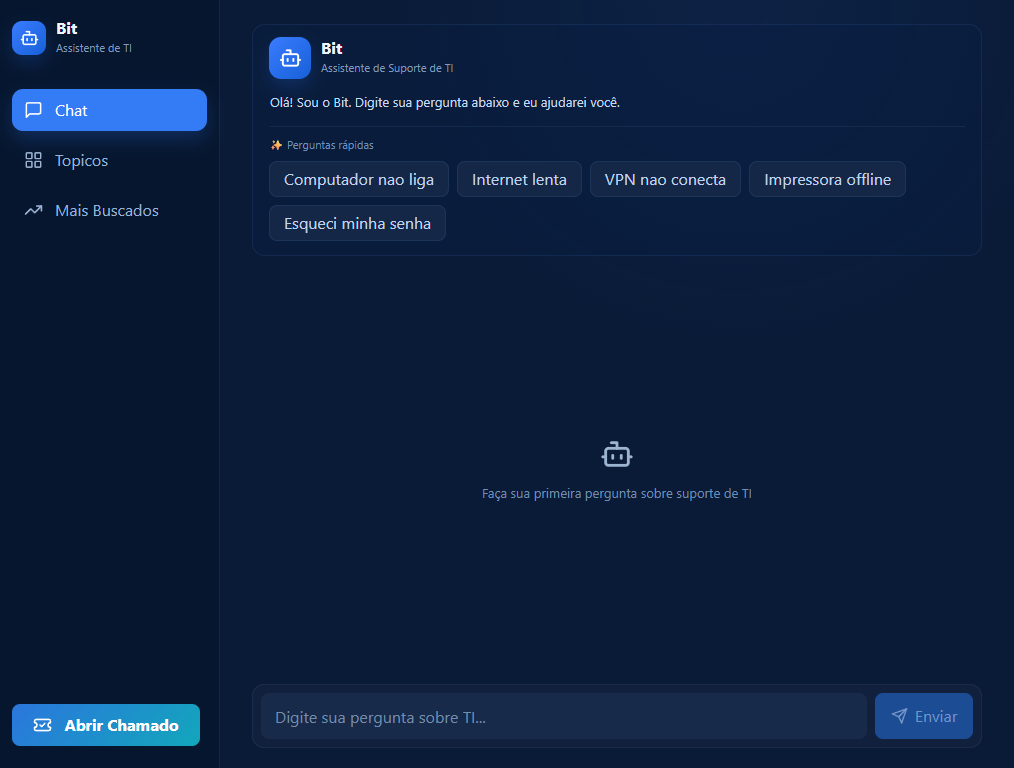 Bit
Assistente de TI
Chat
Topicos
Mais Buscados
Abrir Chamado
Bit
Assistente de Suporte de TI
Olá! Sou o Bit. Digite sua pergunta abaixo e eu ajudarei você.
✨ Perguntas rápidas
Computador nao liga
Internet lenta
VPN nao conecta
Impressora offline
Esqueci minha senha
Faça sua primeira pergunta sobre suporte de TI
Digite sua pergunta sobre TI...
Enviar